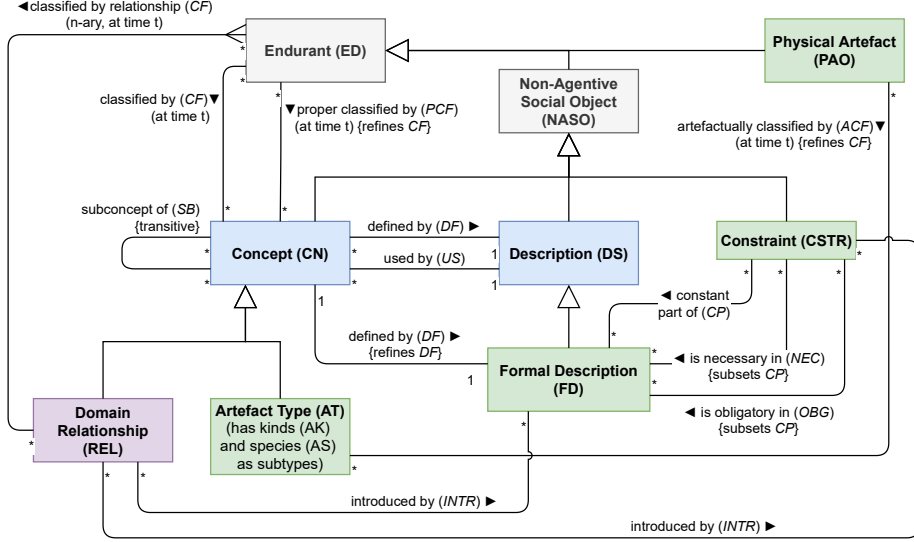 ◄classified by relationship (CF)
(n-ary, at time t)
*
Endurant (ED)
Physical Artefact
(PAO)
*
*
*
Non-Agentive
Social Object
(NASO)
classified by (CF)▼
(at time t)
▼proper classified by (PCF)
(at time t) {refines CF}
artefactually classified by (ACF)▼
(at time t) {refines CF}
subconcept of (SB)
{transitive}
*
*
*
*
Concept (CN)
*
*
defined by (DF) ►
1
used by (US)
1
Description (DS)
Constraint (CSTR)
*
*
*
*
1
◄ constant
part of (CP)
*
defined by (DF) ►
{refines DF}
1
Formal Description
(FD)
*
*
◄ is necessary in (NEC)
{subsets CP}
◄ is obligatory in (OBG)
{subsets CP}
Domain
Relationship
(REL)
*
Artefact Type (AT)
(has kinds (AK)
and species (AS)
as subtypes)
*
*
*
*
introduced by (INTR) ►
introduced by (INTR) ►